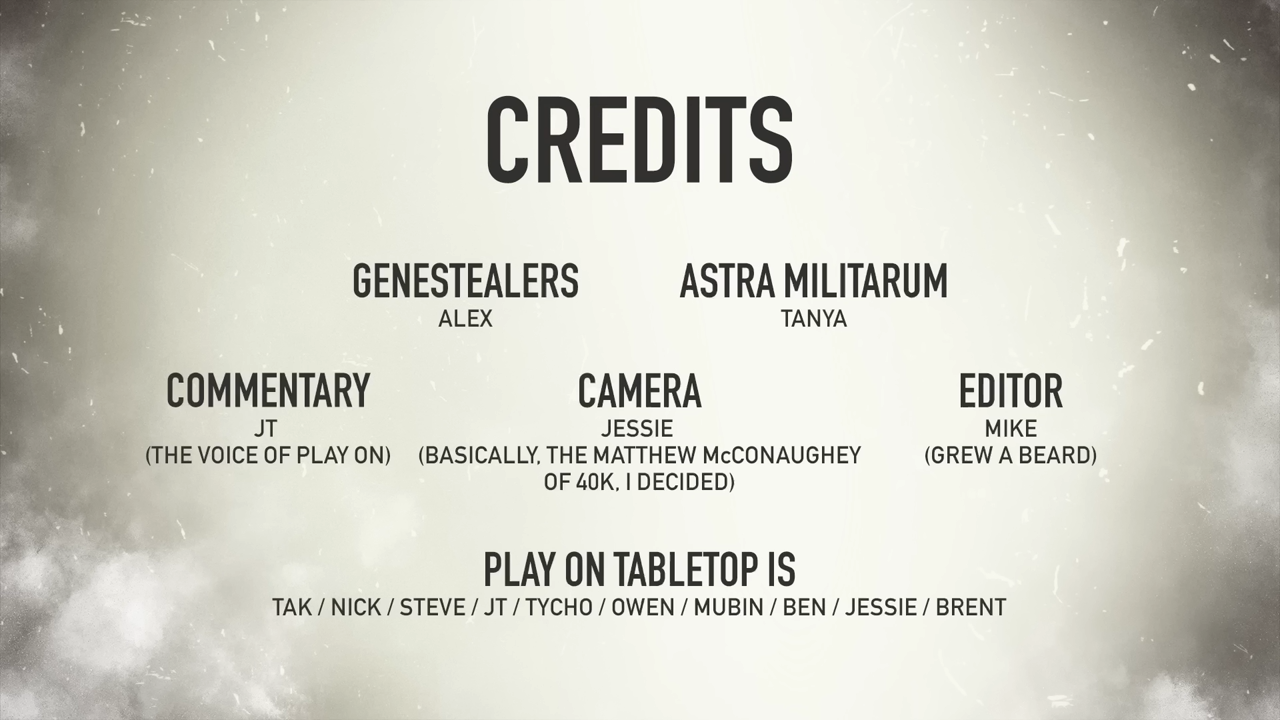 CREDITS
GENESTEALERS
ALEX
ASTRA MILITARUM
TANYA
COMMENTARY
JT
(THE VOICE OF PLAY ON)
CAMERA
JESSIE
(BASICALLY, THE MATTHEW McCONAUGHEY
OF 40K, I DECIDED)
EDITOR
MIKE
(GREW A BEARD)
PLAY ON TABLETOP IS
TAK / NICK / STEVE / JT / TYCHO / OWEN / MUBIN / BEN / JESSIE / BRENT